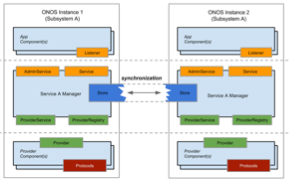 ONOS Instance 1
(Subsystem A)
App
Component(s)
Listener
AdminService
Service
Service A Manager
Store
ProviderService
ProviderRegistry
Provider
Provider
Component(s)
Protocols
synchronization
ONOS Instance 2
(Subsystem A)
App
Component(s)
Listener
AdminService
Service
Store
Service A Manager
ProviderService
ProviderRegistry
Provider
Provider
Component(s)
Protocols